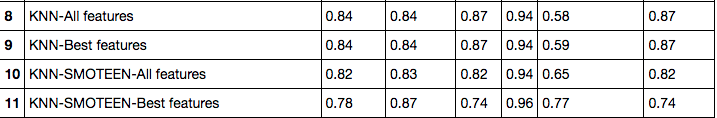 8 KNN-All features 0.84 0.84 0.87 0.94 0.58 0.87
9 KNN-Best features 0.84 0.84 0.87 0.94 0.59 0.87
10 KNN-SMOTEEN-All features 0.82 0.83 0.82 0.94 0.65 0.82
11 KNN-SMOTEEN-Best features 0.78 0.87 0.74 0.96 0.77 0.74